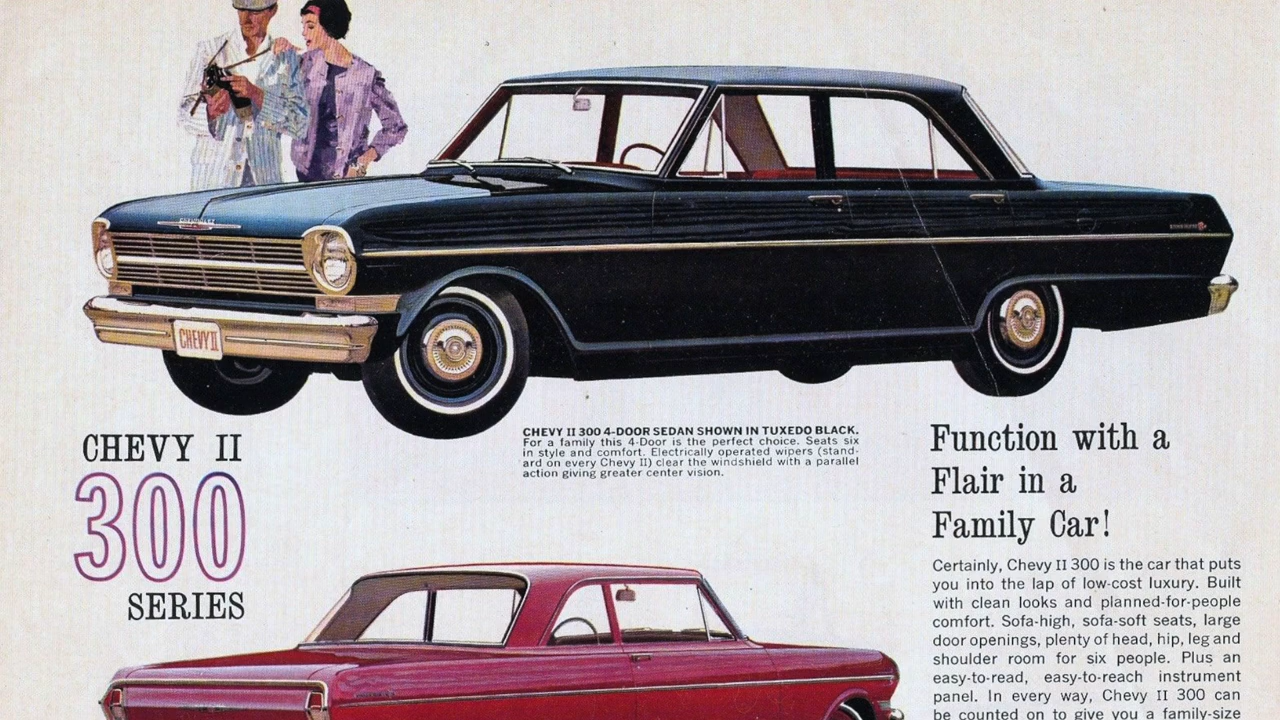 CHEVROLET
CHEVY II
CHEVY II 300 4-DOOR SEDAN SHOWN IN TUXEDO BLACK.
For a family this 4-Door is the perfect choice. Seats six
in style and comfort. Electrically operated wipers (stand-
ard on every Chevy II) clear the windshield with a parallel
action giving greater center vision.
CHEVY II
300
SERIES
Function with a
Flair in a
Family Car!
Certainly, Chevy II 300 is the car that puts
you into the lap of low-cost luxury. Built
with clean looks and planned-for-people
comfort. Sofa-high, sofa-soft seats, large
door openings, plenty of head, hip, leg and
shoulder room for six people. Plus an
easy-to-read, easy-to-reach instrument
panel. In every way, Chevy II 300 can
be counted on to give you a family-size